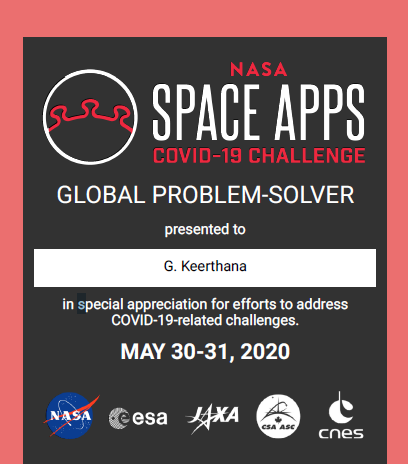 NASA
SPACE APPS
COVID-19 CHALLENGE
GLOBAL PROBLEM-SOLVER
presented to
G. Keerthana
in special appreciation for efforts to address
COVID-19-related challenges.
MAY 30-31, 2020
NASA esa JAXA CSA ASC cnes